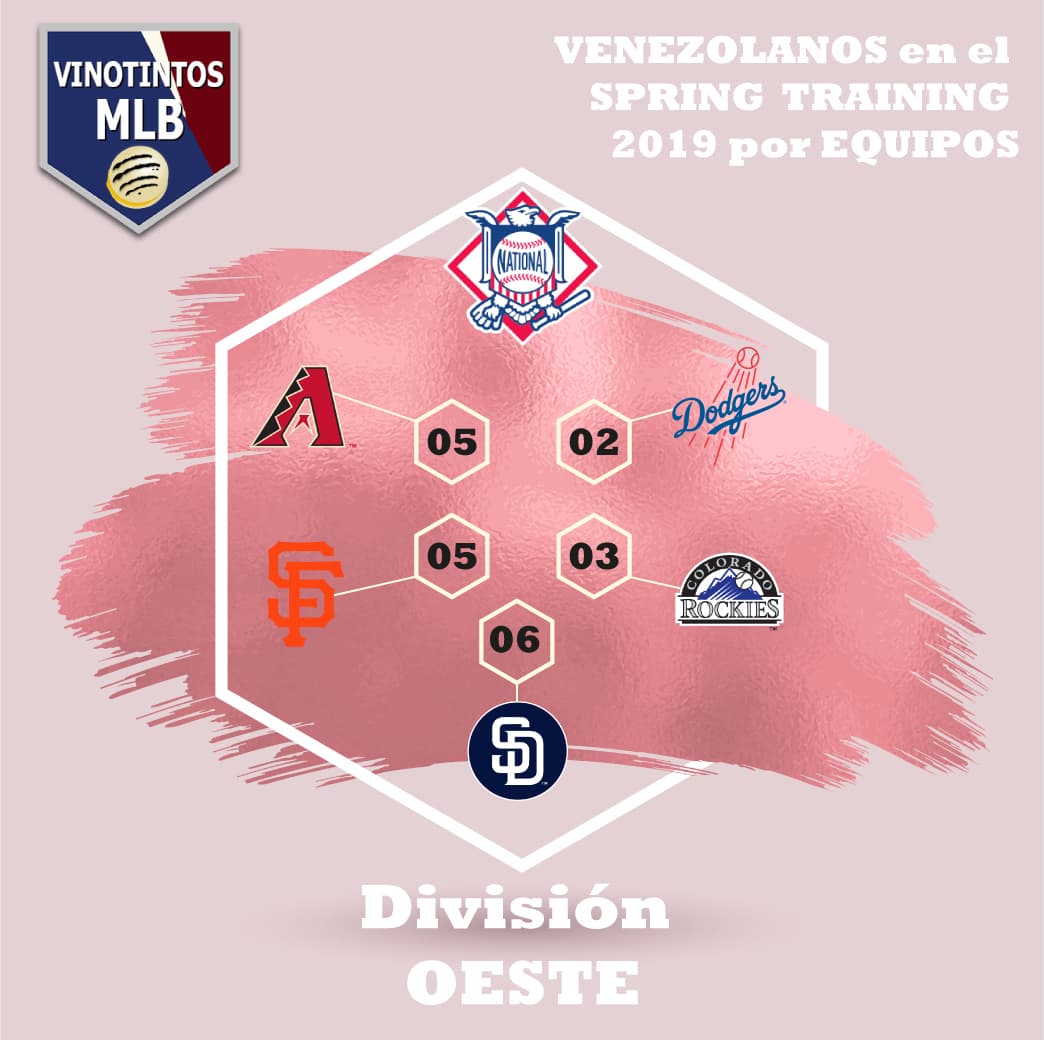 VINOTINTOS
MLB
VENEZOLANOS en el
SPRING TRAINING
2019 por EQUIPOS
NATIONAL
A
05
02
Dodgers
SF
05
03
COLORADO
ROCKIES
06
SD
División
OESTE